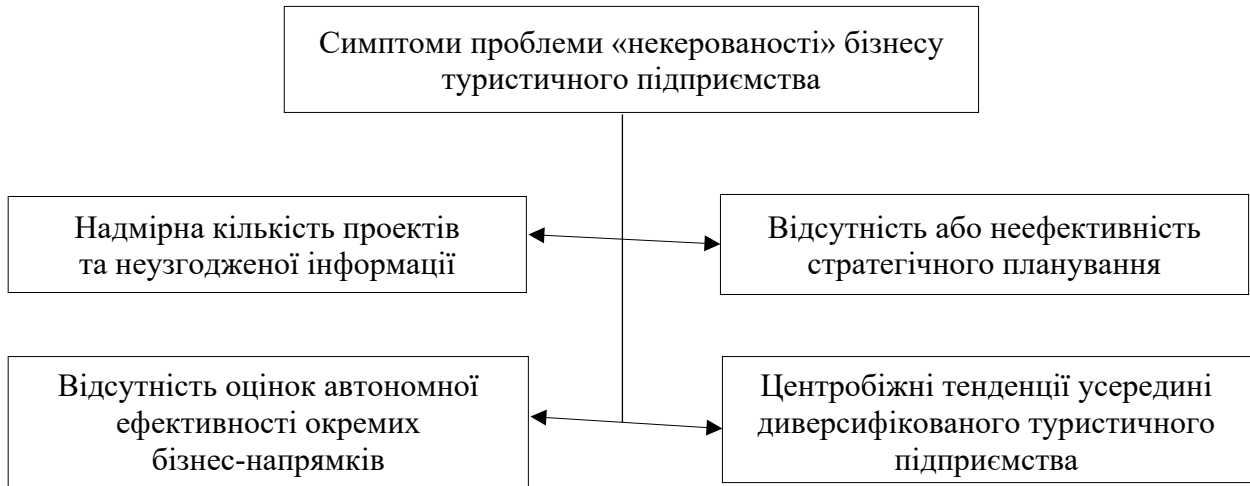 Симптоми проблеми «некерованості» бізнесу
туристичного підприємства
Надмірна кількість проектів
та неузгодженої інформації
Відсутність або неефективність
стратегічного планування
Відсутність оцінок автономної
ефективності окремих
бізнес-напрямків
Центробіжні тенденції усередині
диверсифікованого туристичного
підприємства